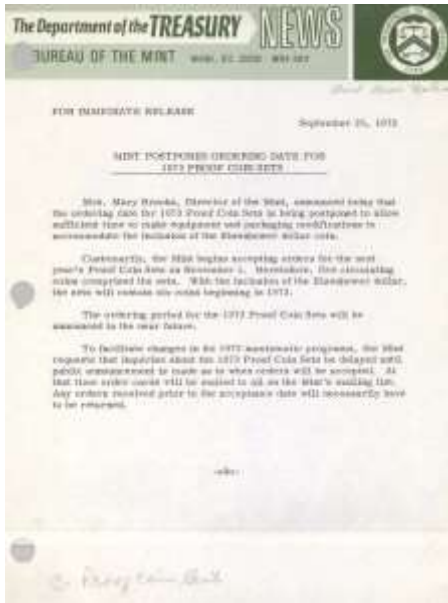 The Department of the TREASURY NEWS
BUREAU OF THE MINT
FOR IMMEDIATE RELEASE
September 25, 1972
MINT POSTPONES ORDERING DATE FOR
1973 PROOF COIN SETS
Mrs. Mary Brooks, Director of the Mint, announced today that
the ordering date for 1973 Proof Coin Sets is being postponed to allow
sufficient time to make equipment and packaging modifications to
accommodate the inclusion of the Eisenhower dollar coin.
Customarily, the Mint begins accepting orders for the next
year's Proof Coin Sets on November 1. Heretofore, five circulating
coins comprised the sets. With the inclusion of the Eisenhower dollar,
the sets will contain six coins beginning in 1973.
The ordering period for the 1973 Proof Coin Sets will be
announced in the near future.
To facilitate changes in its 1973 numismatic programs, the Mint
requests that inquiries about the 1973 Proof Coin Sets be delayed until
public announcement is made as to when orders will be accepted. At
that time order cards will be mailed to all on the Mint's mailing list.
Any orders received prior to the acceptance date will necessarily have
to be returned.
-oOo-
C- Proof Coin Sets